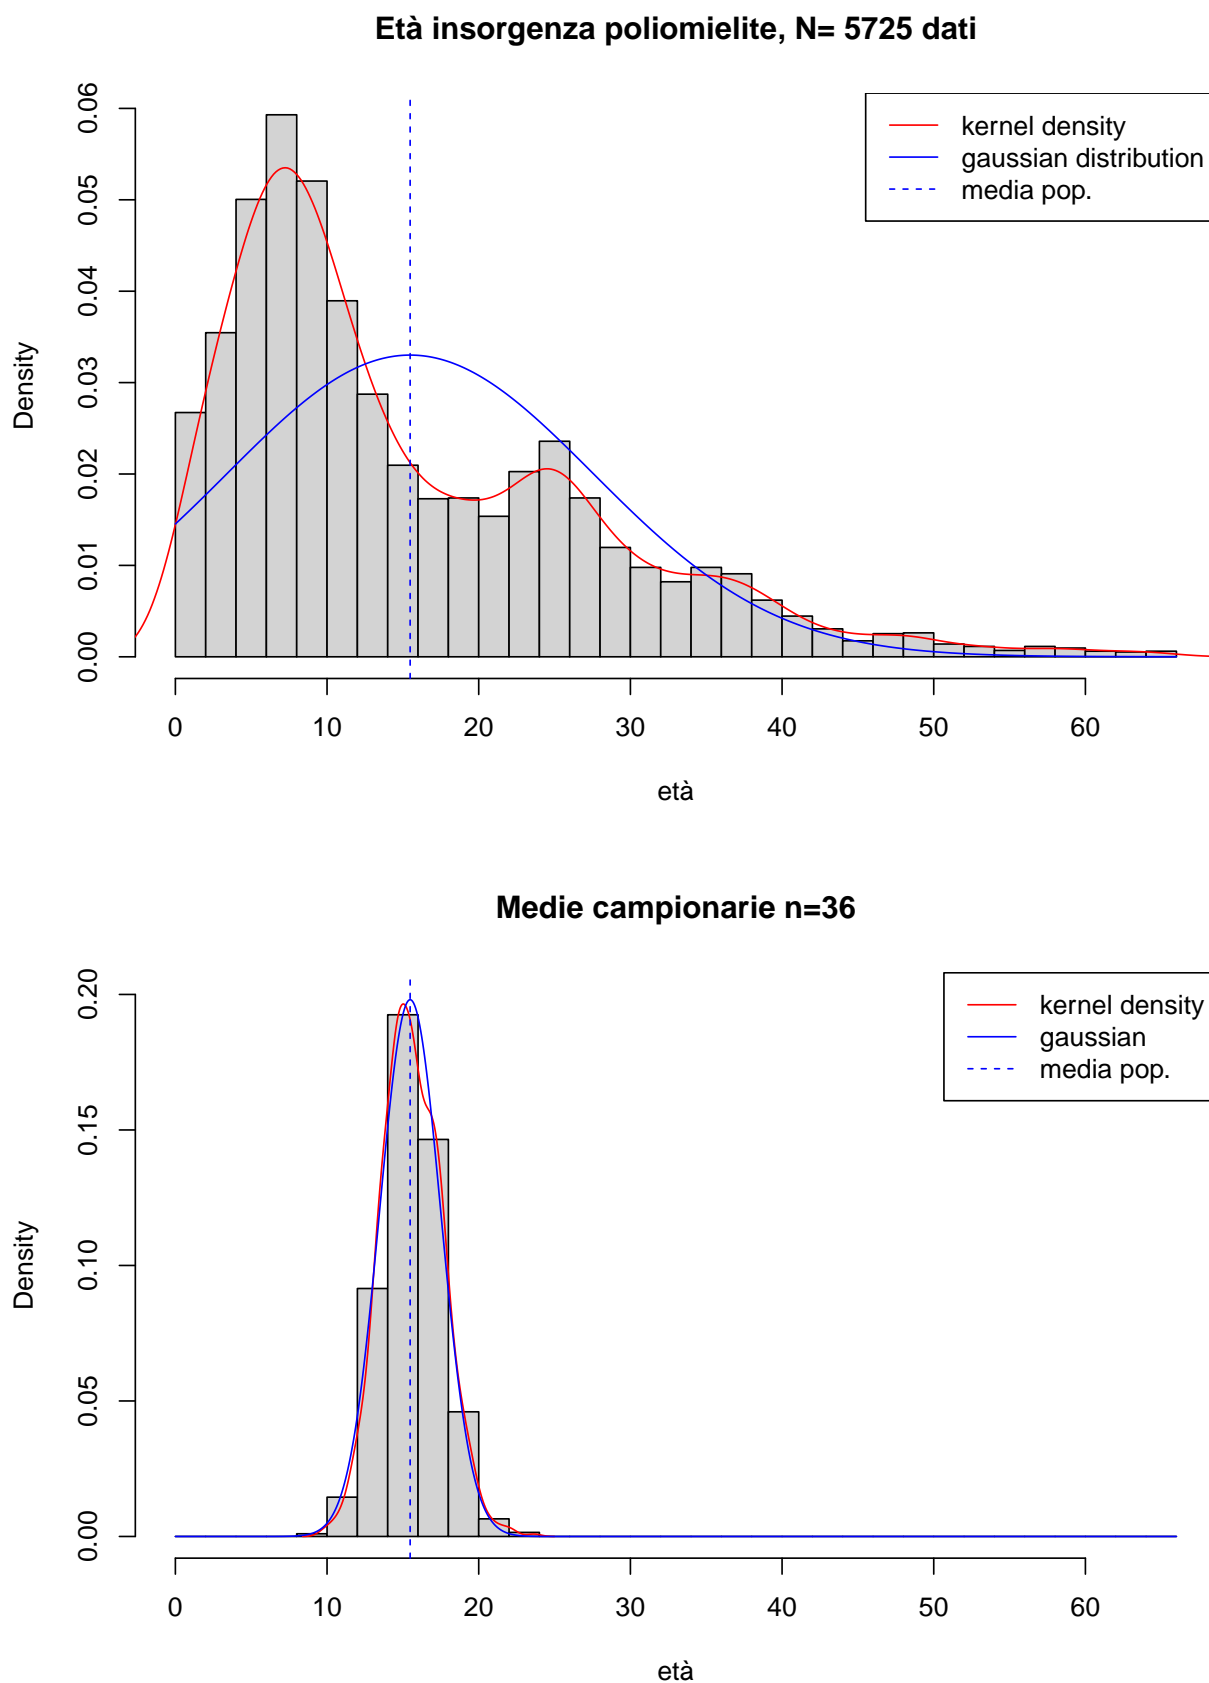 Età insorgenza poliomielite, N= 5725 dati
kernel density
gaussian distribution
media pop.
Density
0.00
0.01
0.02
0.03
0.04
0.05
0.06
0
10
20
30
40
50
60
età
Medie campionarie n=36
kernel density
gaussian
media pop.
Density
0.00
0.05
0.10
0.15
0.20
0
10
20
30
40
50
60
età